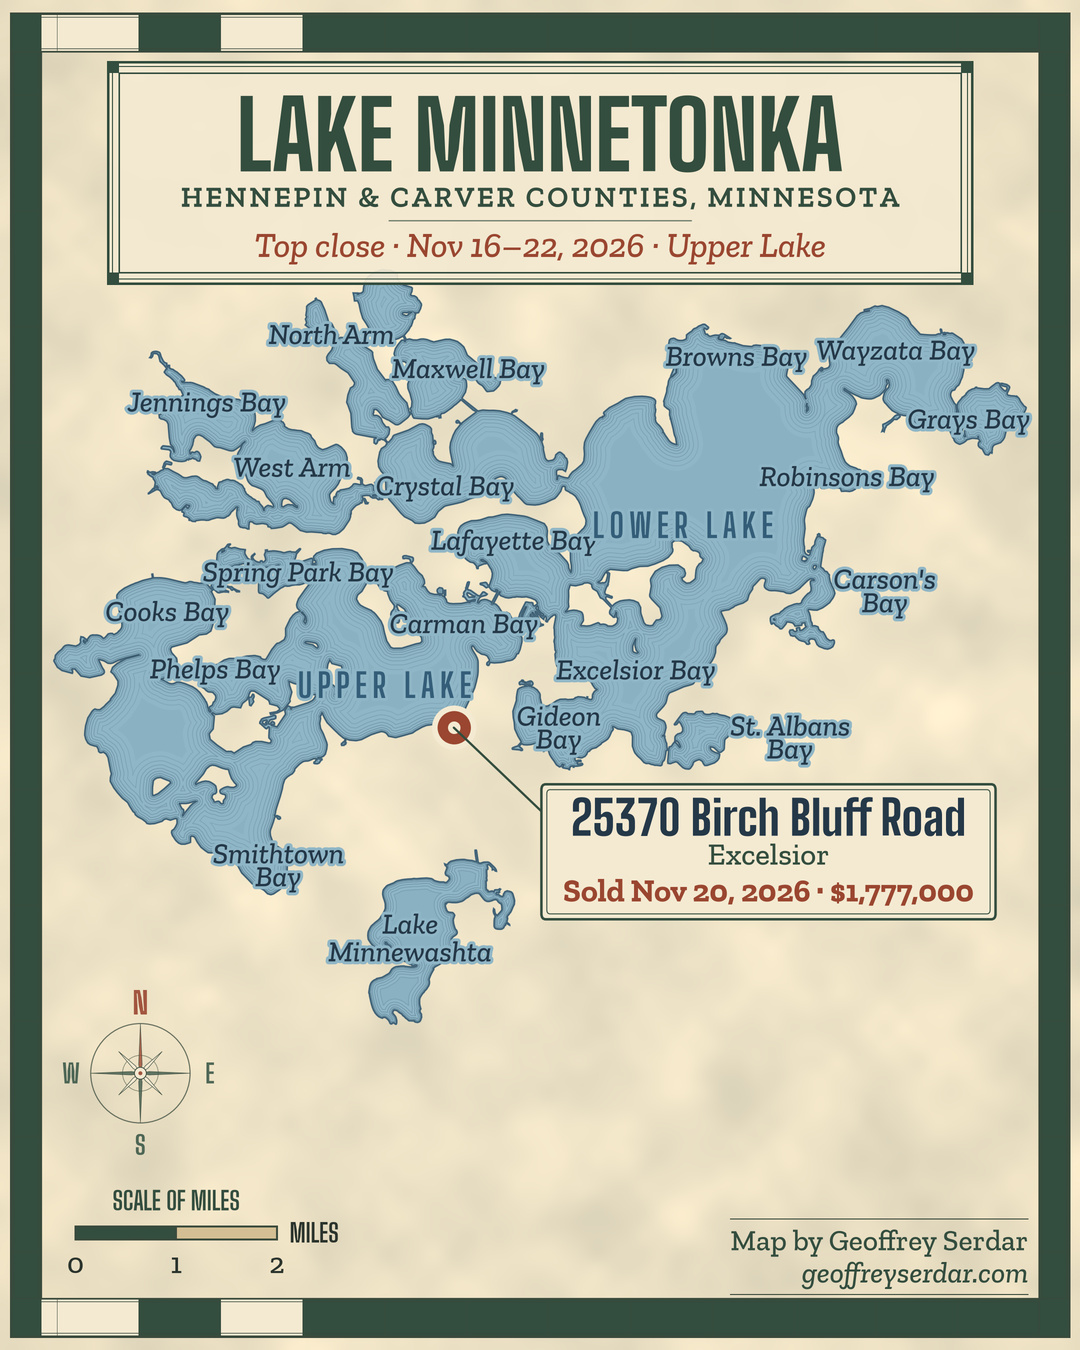 LAKE MINNETONKA
HENNEPIN & CARVER COUNTIES, MINNESOTA
Top close · Nov 16–22, 2026 · Upper Lake
North Arm
Browns Bay
Wayzata Bay
Maxwell Bay
Jennings Bay
Grays Bay
West Arm
Crystal Bay
Robinsons Bay
LOWER LAKE
Lafayette Bay
Spring Park Bay
Carson's
Bay
Cooks Bay
Carman Bay
Phelps Bay
UPPER LAKE
Excelsior Bay
Gideon
Bay
St. Albans
Bay
25370 Birch Bluff Road
Excelsior
Sold Nov 20, 2026 · $1,777,000
Smithtown
Bay
Lake
Minnewashta
N
W
E
S
SCALE OF MILES
MILES
0 1 2
Map by Geoffrey Serdar
geoffreyserdar.com